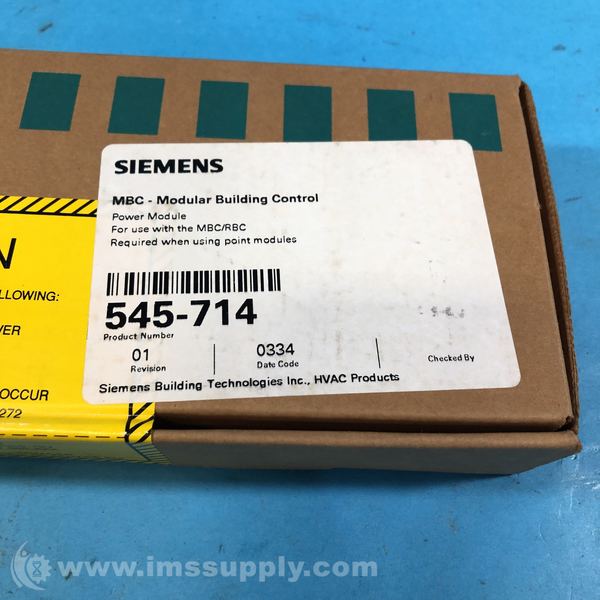 SIEMENS
MBC - Modular Building Control
Power Module
For use with the MBC/RBC
Required when using point modules
545-714
Product Number
01
Revision
0334
Date Code
Checked By
Siemens Building Technologies Inc., HVAC Products
N
LLOWING:
VER
OCCUR
272
www.imssupply.com